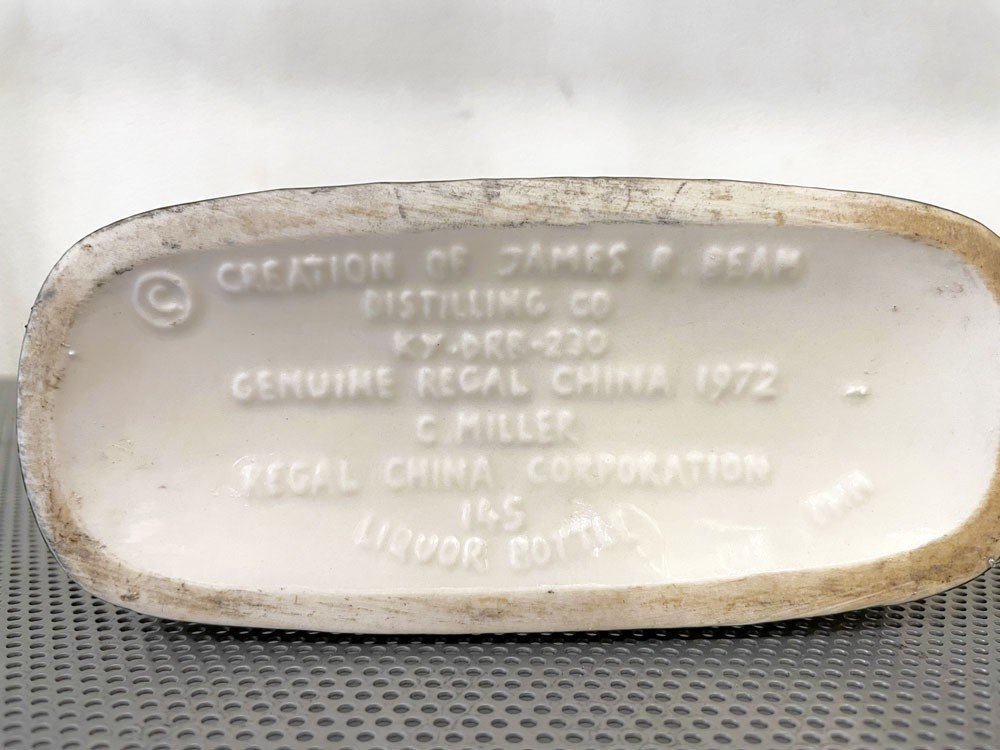 © CREATION OF JAMES B. BEAM
DISTILLING CO
KY-DRB-230
GENUINE REGAL CHINA 1972
C. MILLER
REGAL CHINA CORPORATION
145
LIQUOR BOTTLE